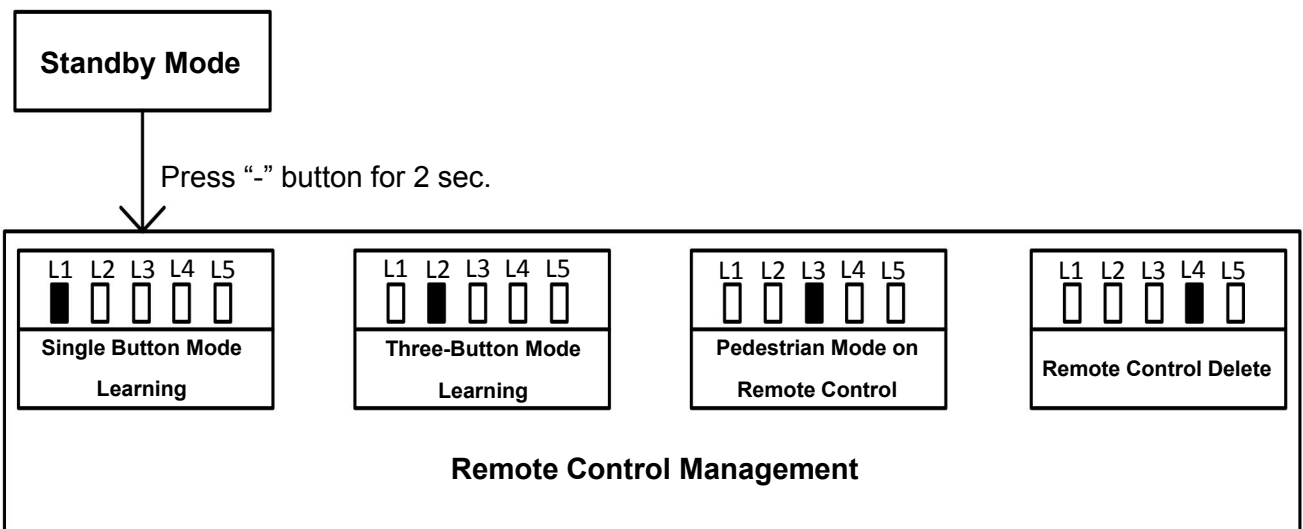 Standby Mode
Press “-” button for 2 sec.
L1 L2 L3 L4 L5
Single Button Mode
Learning
L1 L2 L3 L4 L5
Three-Button Mode
Learning
L1 L2 L3 L4 L5
Pedestrian Mode on
Remote Control
L1 L2 L3 L4 L5
Remote Control Delete
Remote Control Management